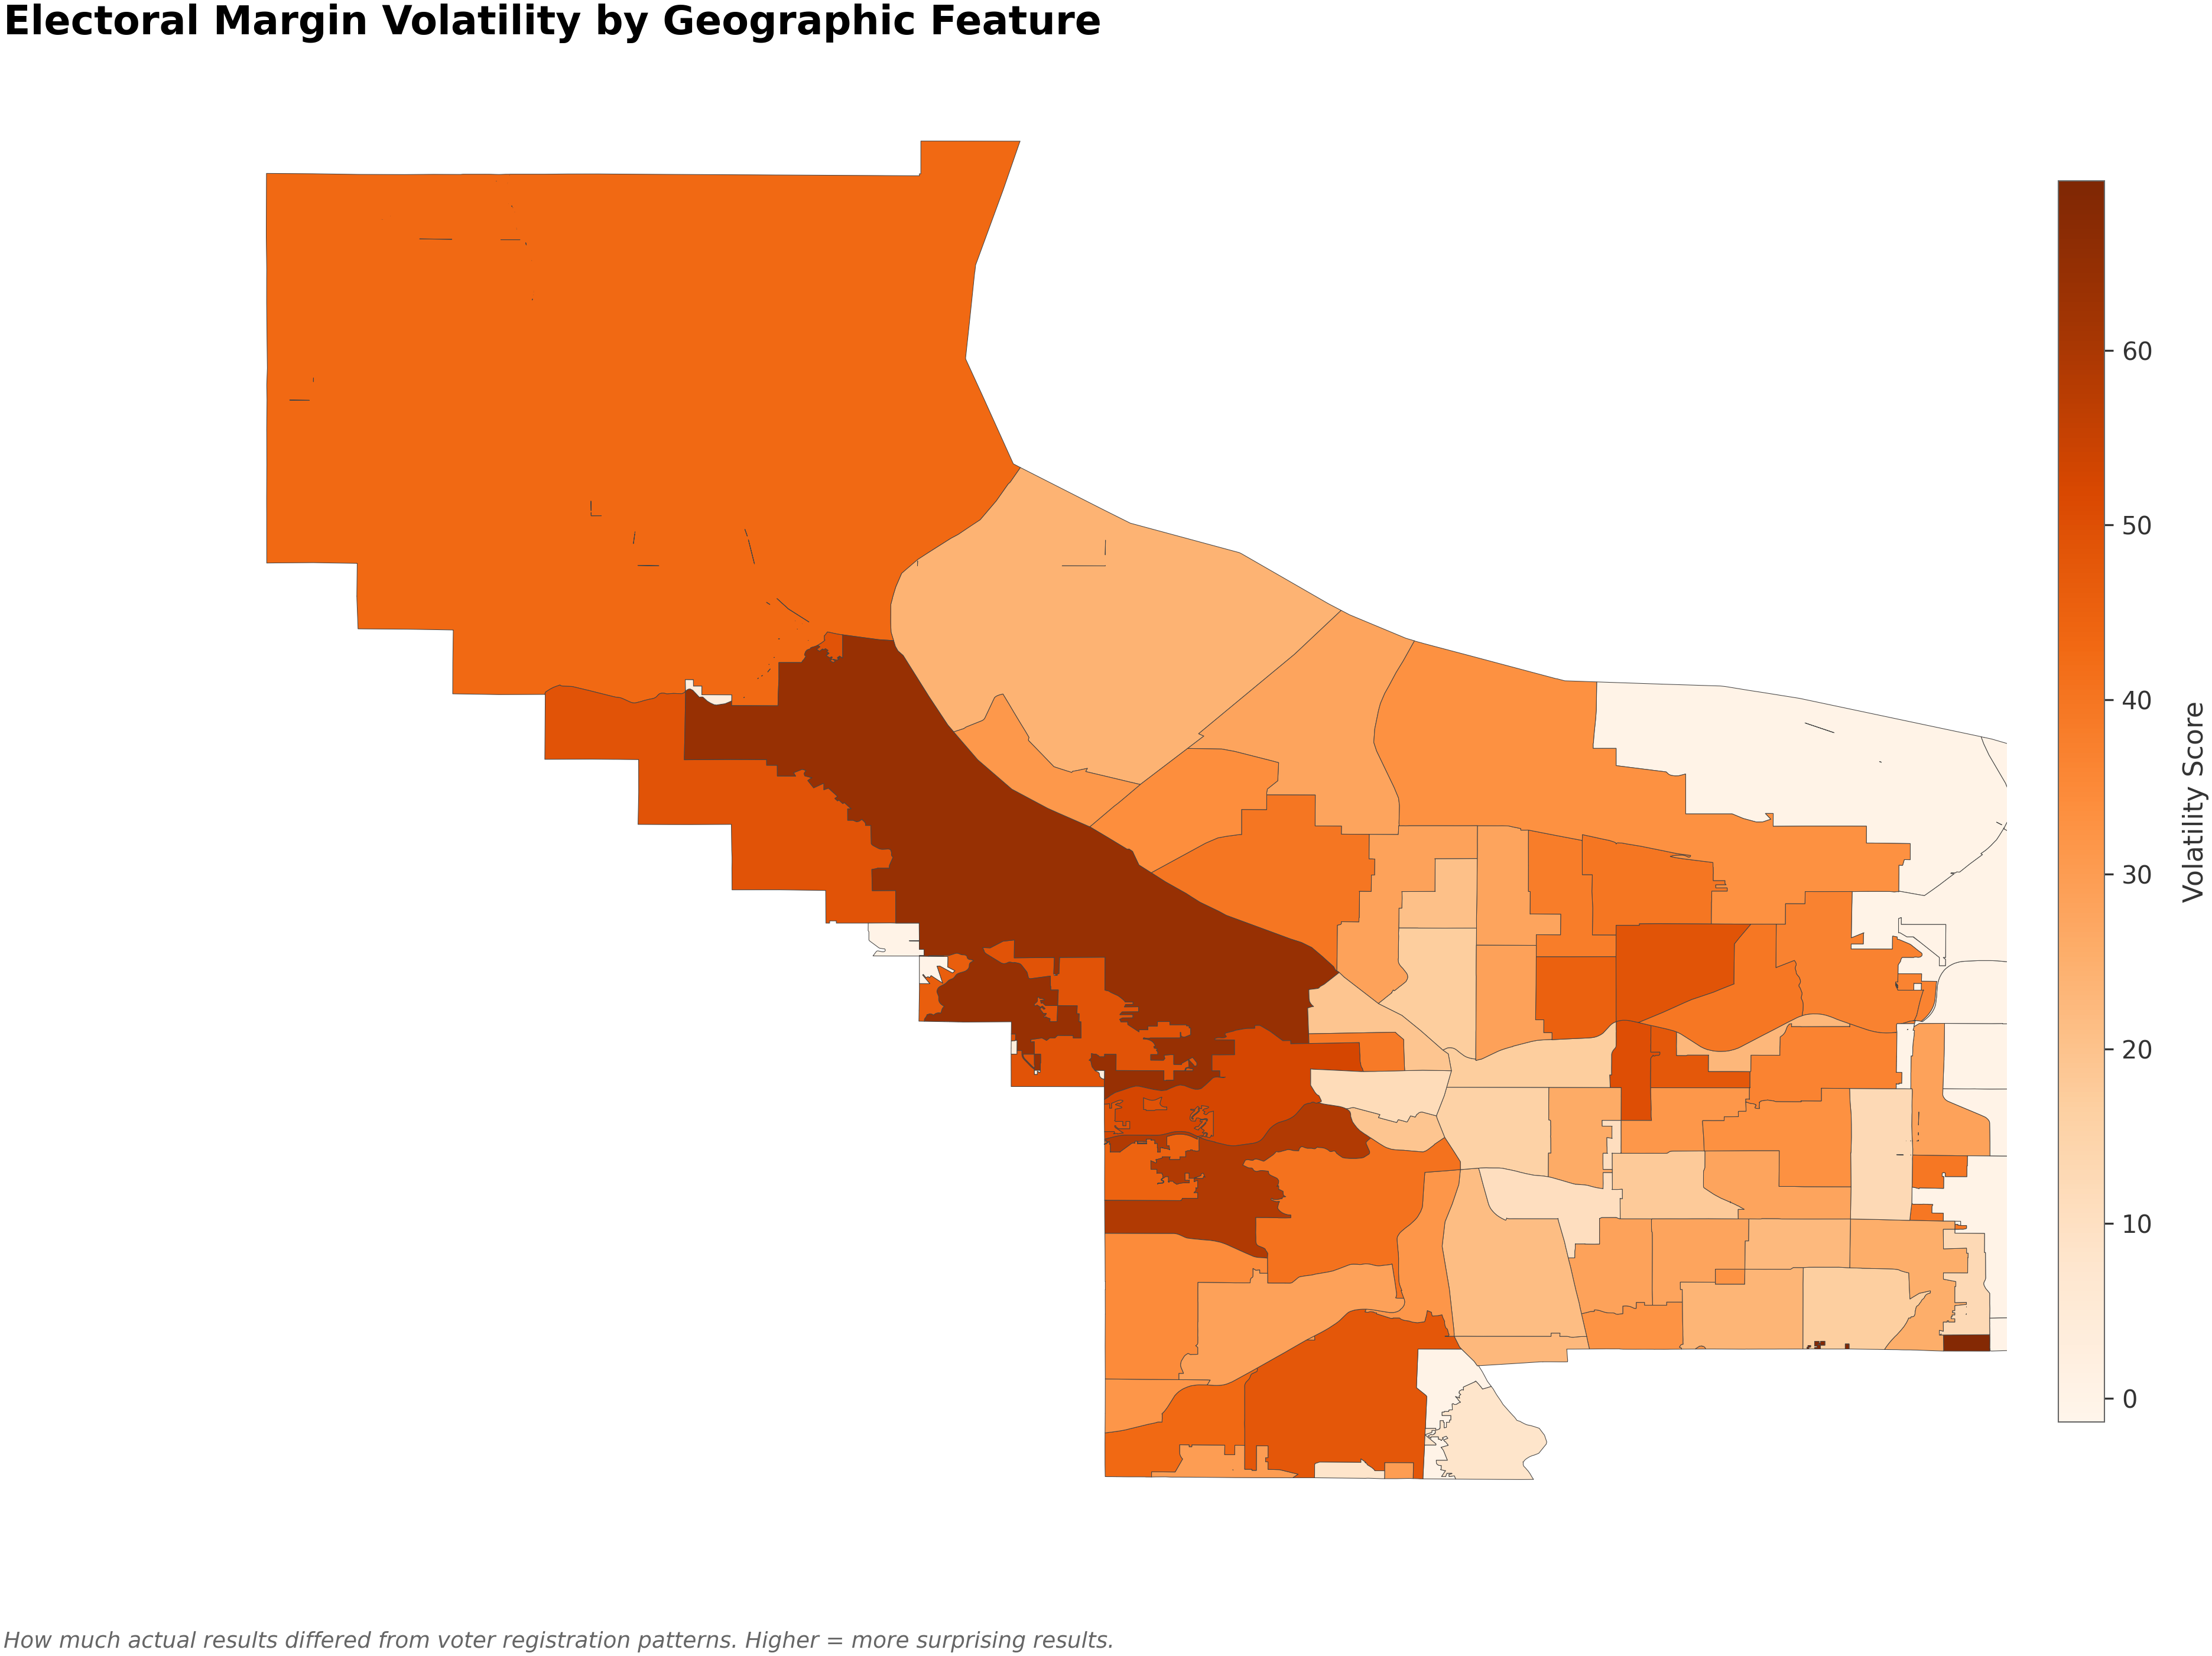 Electoral Margin Volatility by Geographic Feature
60
50
40
30
20
10
0
Volatility Score
How much actual results differed from voter registration patterns. Higher = more surprising results.